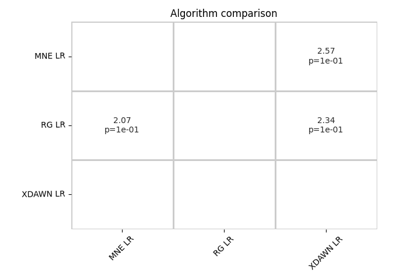 Algorithm comparison
MNE LR
2.57
p=1e-01
RG LR
2.07
p=1e-01
2.34
p=1e-01
XDAWN LR
MNE LR
RG LR
XDAWN LR